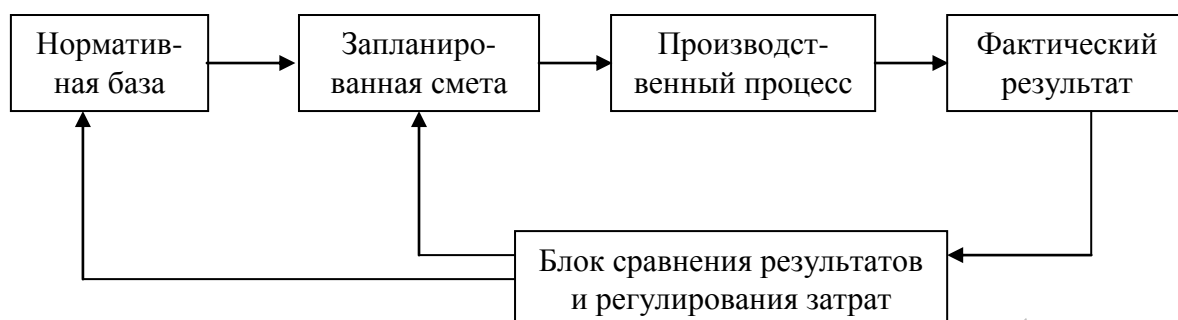 Норматив-
ная база
Запланиро-
ванная смета
Производст-
венный процесс
Фактический
результат
Блок сравнения результатов
и регулирования затрат